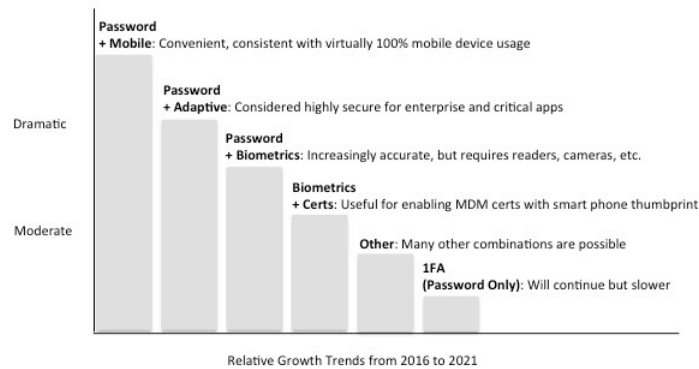 Password
+ Mobile: Convenient, consistent with virtually 100% mobile device usage
Password
+ Adaptive: Considered highly secure for enterprise and critical apps
Dramatic
Password
+ Biometrics: Increasingly accurate, but requires readers, cameras, etc.
Biometrics
+ Certs: Useful for enabling MDM certs with smart phone thumbprint
Moderate
Other: Many other combinations are possible
1FA
(Password Only): Will continue but slower
Relative Growth Trends from 2016 to 2021